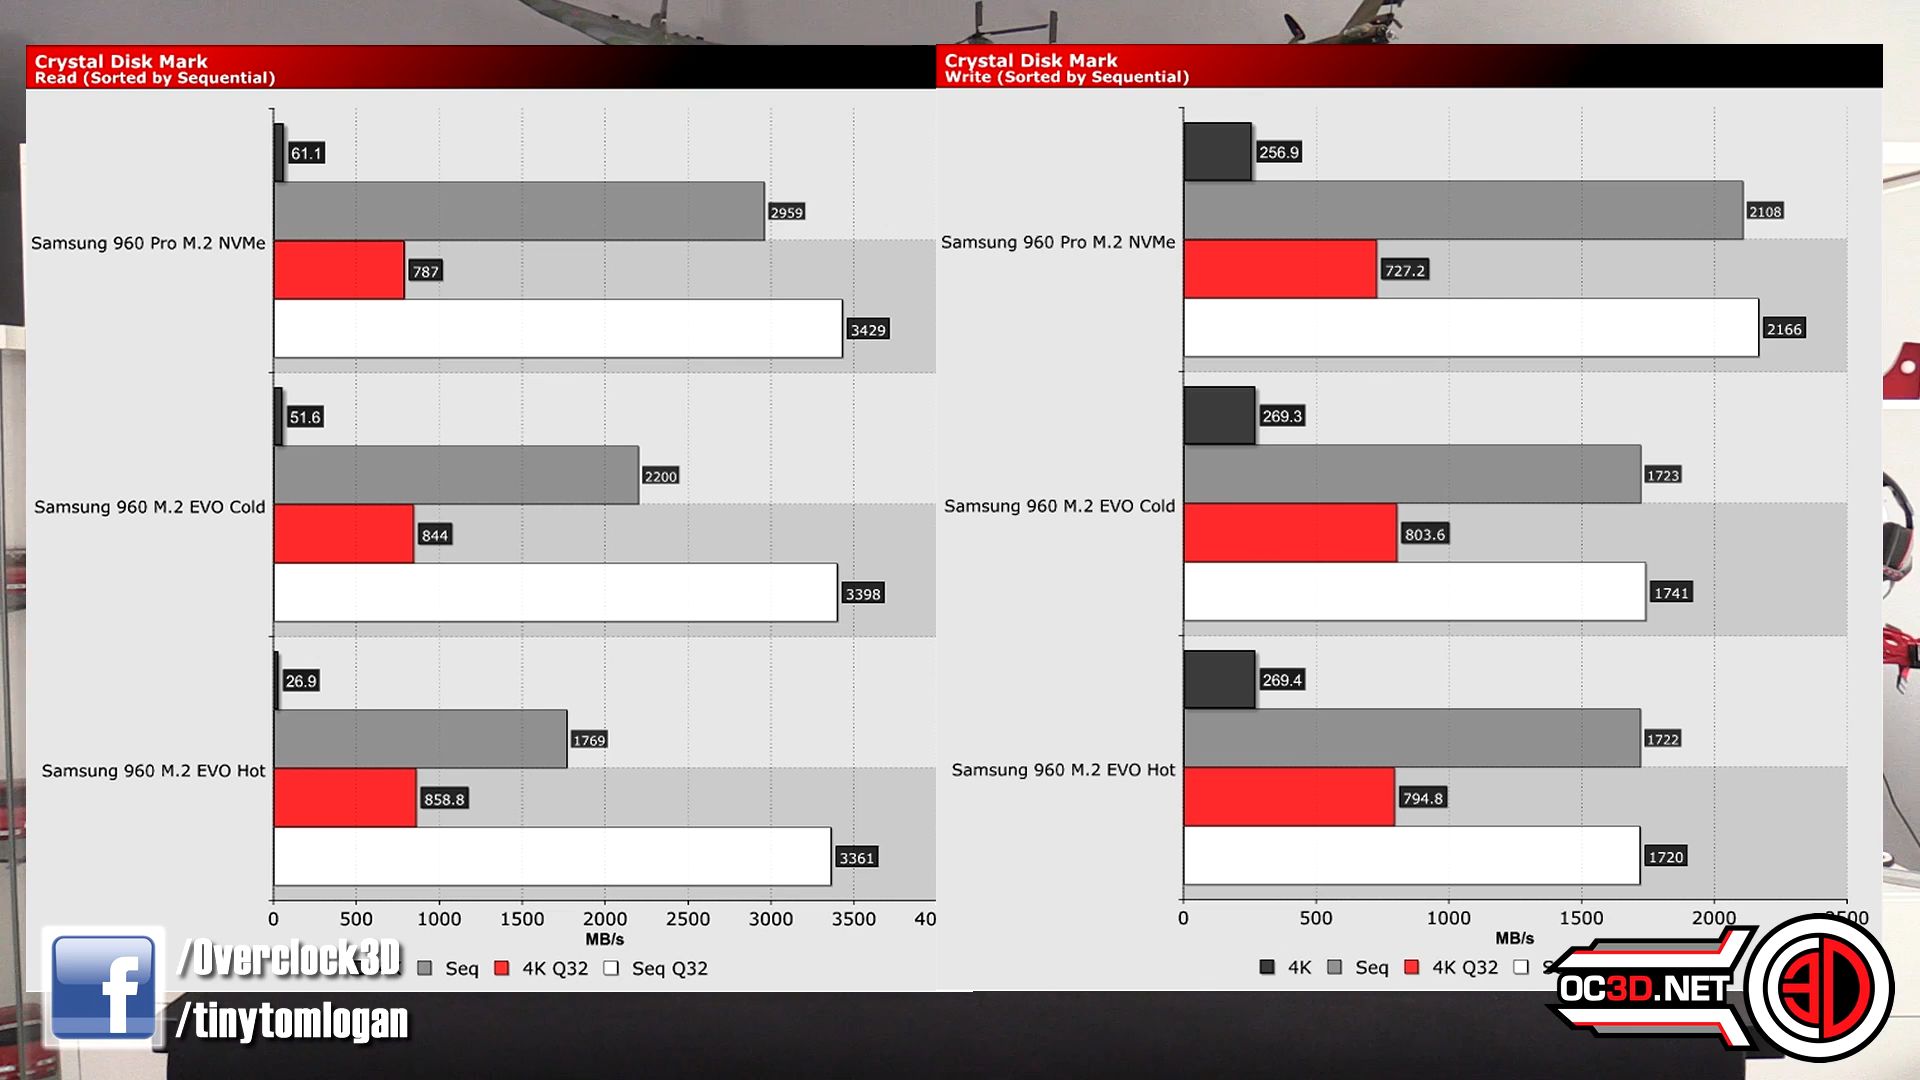 Crystal Disk Mark
Read (Sorted by Sequential)
61.1
2959
Samsung 960 Pro M.2 NVMe
787
3429
51.6
2200
Samsung 960 M.2 EVO Cold
844
3398
26.9
1769
Samsung 960 M.2 EVO Hot
858.8
3361
0 500 1000 1500 2000 2500 3000 3500 40
MB/s
Seq 4K Q32 Seq Q32
Crystal Disk Mark
Write (Sorted by Sequential)
256.9
2108
Samsung 960 Pro M.2 NVMe
727.2
2166
269.3
1723
Samsung 960 M.2 EVO Cold
803.6
1741
269.4
1722
Samsung 960 M.2 EVO Hot
794.8
1720
0 500 1000 1500 2000 2500
MB/s
4K Seq 4K Q32
f /Overclock3D
/tinytomlogan
OC3D.NET
3D